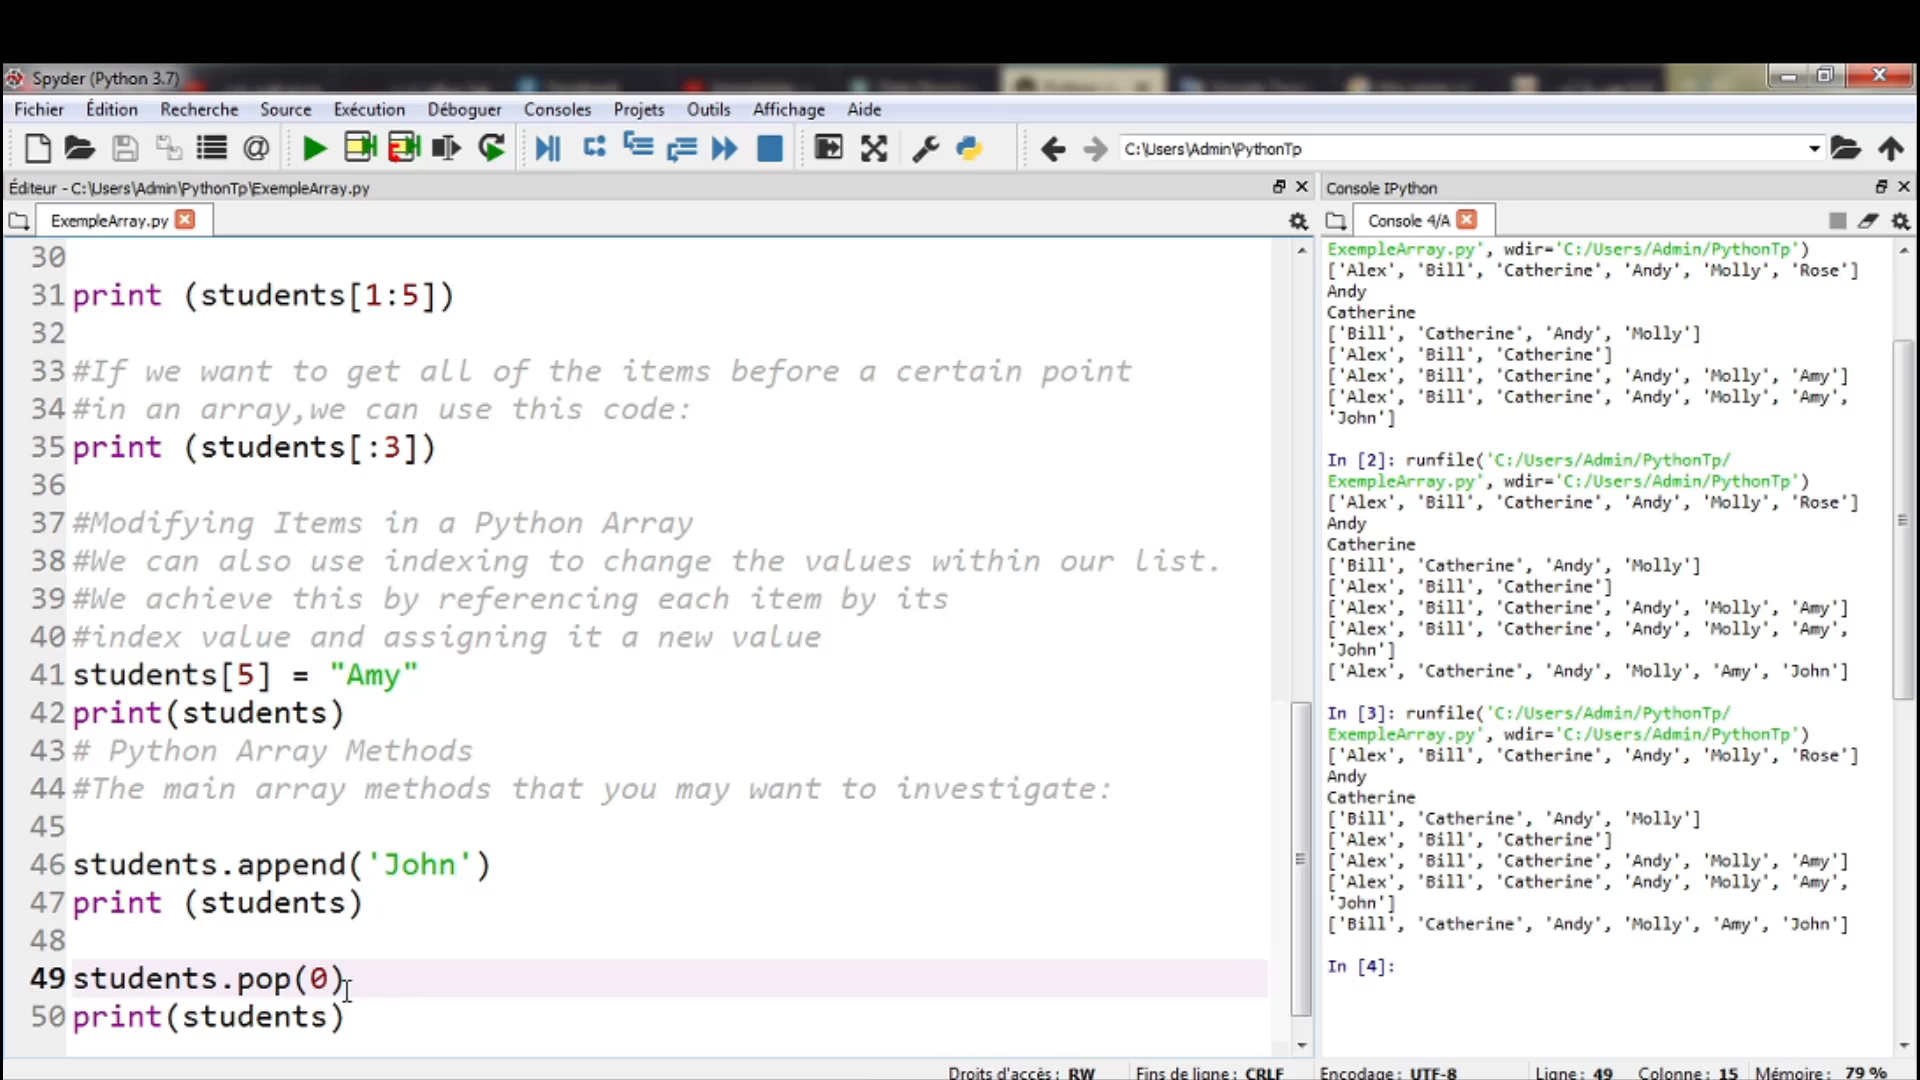 Spyder (Python 3.7)
Fichier Édition Recherche Source Exécution Déboguer Consoles Projets Outils Affichage Aide
C:\Users\Admin\PythonTp
Éditeur - C:\Users\Admin\PythonTp\ExempleArray.py
ExempleArray.py
30
31 print (students[1:5])
32
33 #If we want to get all of the items before a certain point
34 #in an array,we can use this code:
35 print (students[:3])
36
37 #Modifying Items in a Python Array
38 #We can also use indexing to change the values within our list.
39 #We achieve this by referencing each item by its
40 #index value and assigning it a new value
41 students[5] = "Amy"
42 print(students)
43 # Python Array Methods
44 #The main array methods that you may want to investigate:
45
46 students.append('John')
47 print (students)
48
49 students.pop(0)
50 print(students)
Console IPython
Console 4/A
ExempleArray.py', wdir='C:/Users/Admin/PythonTp')
['Alex', 'Bill', 'Catherine', 'Andy', 'Molly', 'Rose']
Andy
Catherine
['Bill', 'Catherine', 'Andy', 'Molly']
['Alex', 'Bill', 'Catherine']
['Alex', 'Bill', 'Catherine', 'Andy', 'Molly', 'Amy']
['Alex', 'Bill', 'Catherine', 'Andy', 'Molly', 'Amy',
'John']
In [2]: runfile('C:/Users/Admin/PythonTp/
ExempleArray.py', wdir='C:/Users/Admin/PythonTp')
['Alex', 'Bill', 'Catherine', 'Andy', 'Molly', 'Rose']
Andy
Catherine
['Bill', 'Catherine', 'Andy', 'Molly']
['Alex', 'Bill', 'Catherine']
['Alex', 'Bill', 'Catherine', 'Andy', 'Molly', 'Amy']
['Alex', 'Bill', 'Catherine', 'Andy', 'Molly', 'Amy',
'John']
['Alex', 'Catherine', 'Andy', 'Molly', 'Amy', 'John']
In [3]: runfile('C:/Users/Admin/PythonTp/
ExempleArray.py', wdir='C:/Users/Admin/PythonTp')
['Alex', 'Bill', 'Catherine', 'Andy', 'Molly', 'Rose']
Andy
Catherine
['Bill', 'Catherine', 'Andy', 'Molly']
['Alex', 'Bill', 'Catherine']
['Alex', 'Bill', 'Catherine', 'Andy', 'Molly', 'Amy']
['Alex', 'Bill', 'Catherine', 'Andy', 'Molly', 'Amy',
'John']
['Bill', 'Catherine', 'Andy', 'Molly', 'Amy', 'John']
In [4]:
Droits d'accès : RW Fins de ligne : CRLF Encodage : UTF-8 Ligne : 49 Colonne : 15 Mémoire : 79 %